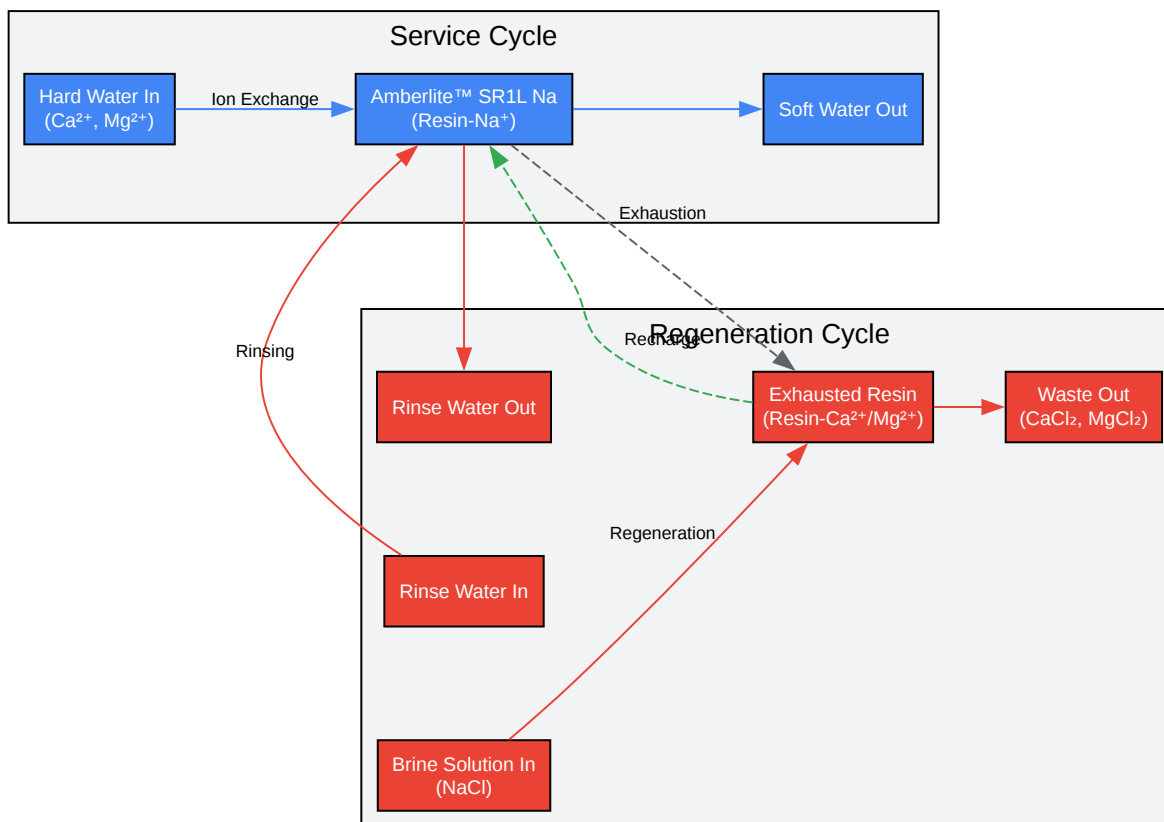 Service Cycle
Hard Water In
(Ca²⁺, Mg²⁺)
Ion Exchange
Amberlite™ SR1L Na
(Resin-Na⁺)
Soft Water Out
Exhaustion
Regeneration Cycle
Recharge
Rinsing
Rinse Water Out
Exhausted Resin
(Resin-Ca²⁺/Mg²⁺)
Waste Out
(CaCl₂, MgCl₂)
Regeneration
Rinse Water In
Brine Solution In
(NaCl)